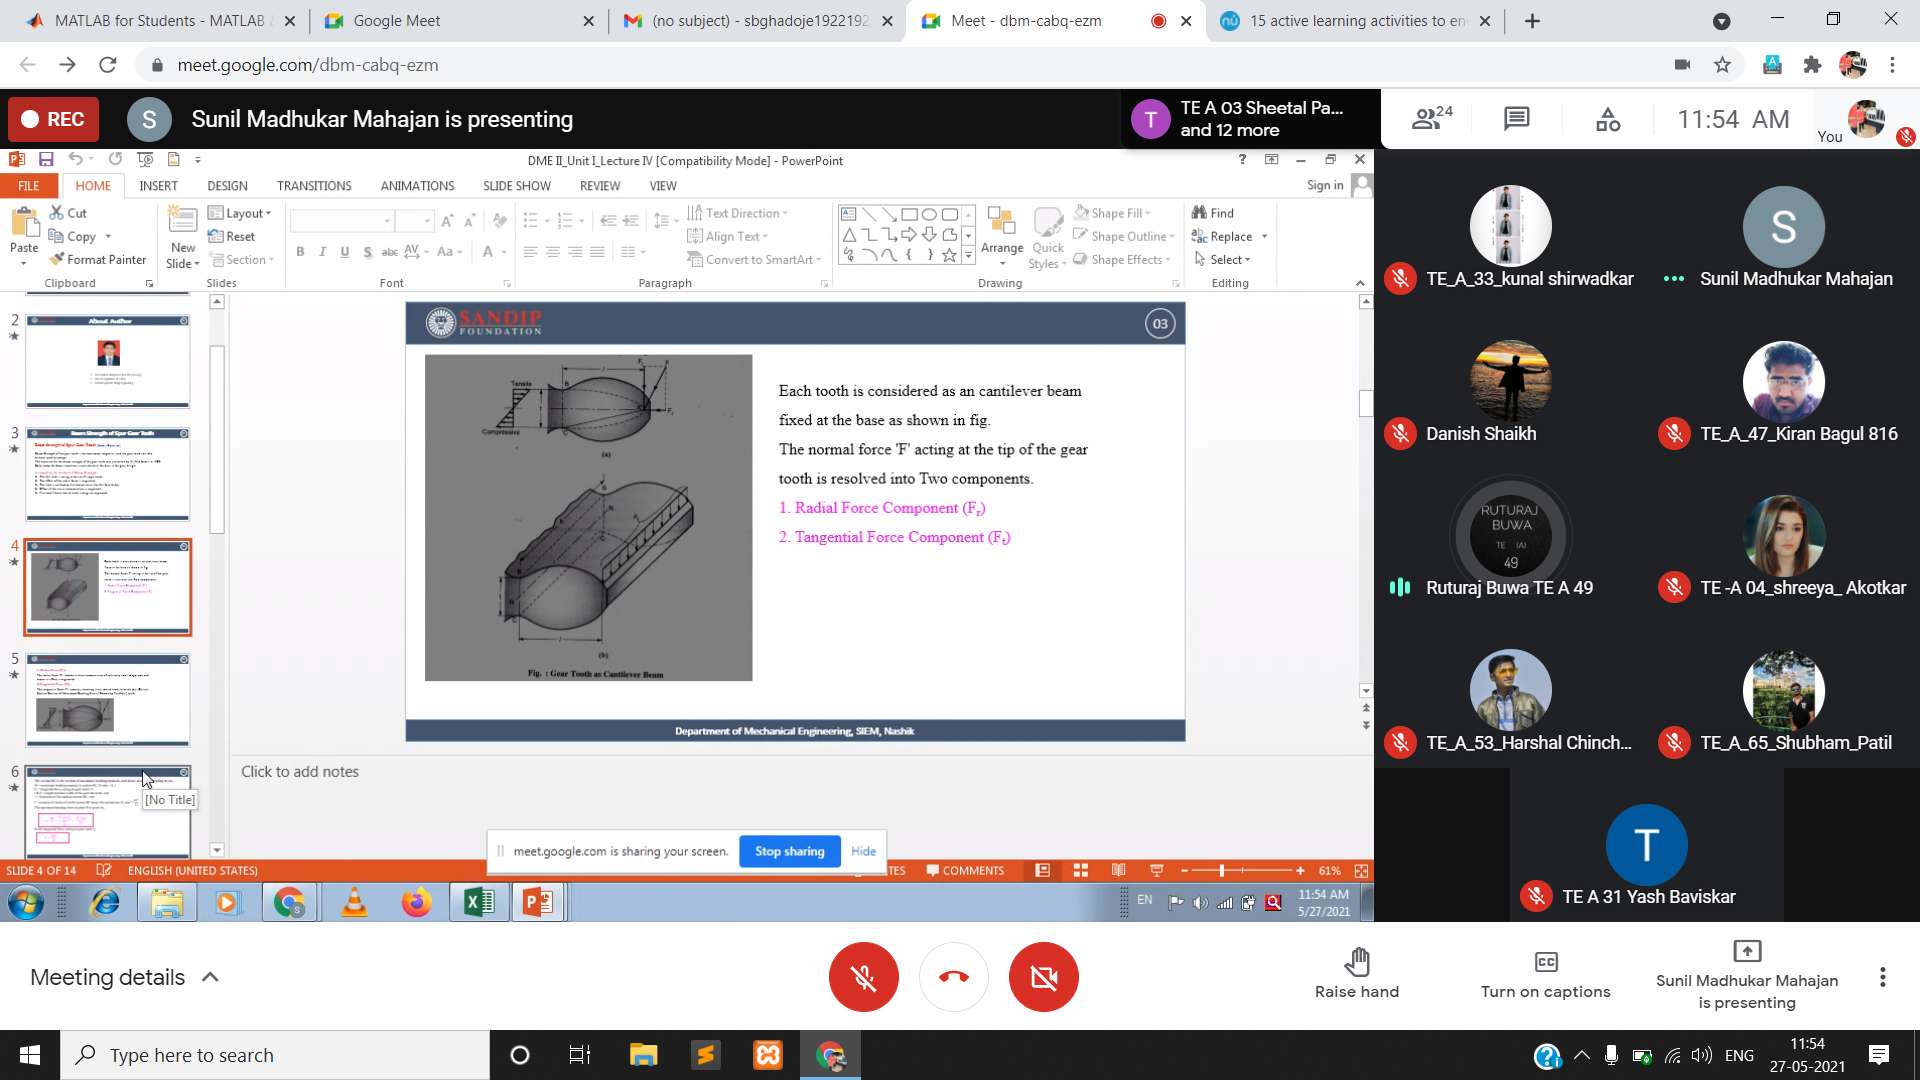 MATLAB for Students - MATLAB &
Google Meet
(no subject) - sbghadoje1922192
Meet - dbm-cabq-ezm
15 active learning activities to en
meet.google.com/dbm-cabq-ezm
REC
S
Sunil Madhukar Mahajan is presenting
T
TE A 03 Sheetal Pa...
and 12 more
24
11:54 AM
You
DME II_Unit I_Lecture IV [Compatibility Mode] - PowerPoint
FILE
HOME
INSERT
DESIGN
TRANSITIONS
ANIMATIONS
SLIDE SHOW
REVIEW
VIEW
Sign in
Paste
Cut
Copy
Format Painter
Clipboard
New
Slide
Layout
Reset
Section
Slides
Font
Text Direction
Align Text
Convert to SmartArt
Paragraph
Arrange
Quick
Styles
Shape Fill
Shape Outline
Shape Effects
Drawing
Find
Replace
Select
Editing
2
About Author
3
Beam Strength of Spur Gear Tooth
4
5
6
[No Title]
SANDIP
FOUNDATION
03
Tensile
Compressive
B
C
(a)
(b)
Fig. : Gear Tooth as Cantilever Beam
Each tooth is considered as an cantilever beam
fixed at the base as shown in fig.
The normal force 'F' acting at the tip of the gear
tooth is resolved into Two components.
1. Radial Force Component (Fr)
2. Tangential Force Component (Ft)
Department of Mechanical Engineering, SIEM, Nashik
Click to add notes
meet.google.com is sharing your screen.
Stop sharing
Hide
SLIDE 4 OF 14
ENGLISH (UNITED STATES)
COMMENTS
61%
EN
11:54 AM
5/27/2021
TE_A_33_kunal shirwadkar
S
Sunil Madhukar Mahajan
Danish Shaikh
TE_A_47_Kiran Bagul 816
RUTURAJ
BUWA
TE (A)
49
Ruturaj Buwa TE A 49
TE -A 04_shreeya_ Akotkar
TE_A_53_Harshal Chinch...
TE_A_65_Shubham_Patil
T
TE A 31 Yash Baviskar
Meeting details
Raise hand
Turn on captions
Sunil Madhukar Mahajan
is presenting
Type here to search
ENG
11:54
27-05-2021